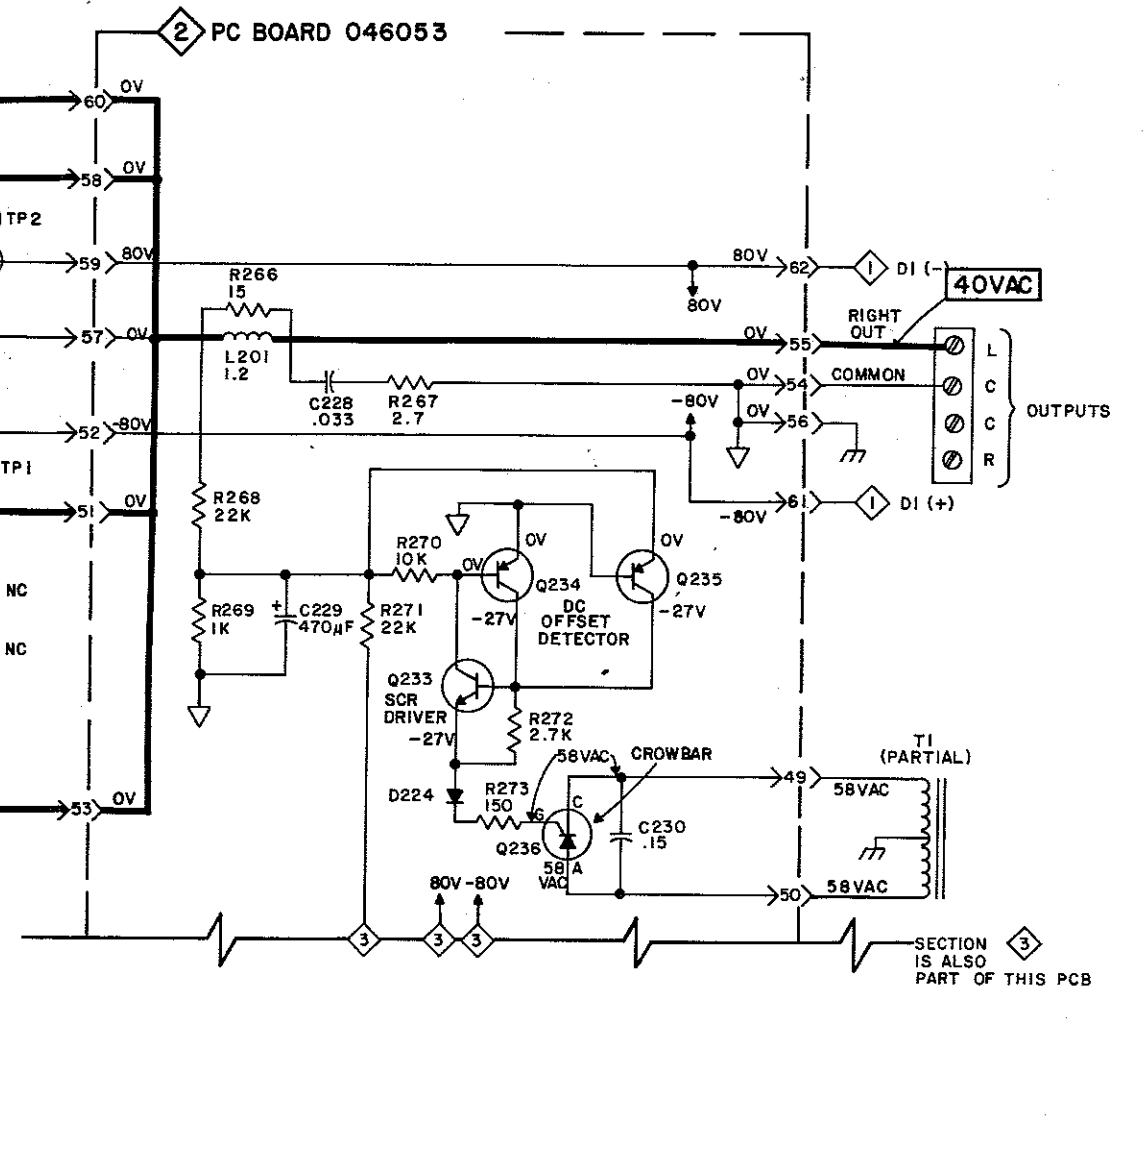 2 PC BOARD 046053
60 0V
58 0V
TP2
59 80V
80V 62 1 D1 (-)
80V
40VAC
R266
15
57 0V
L201
1.2
0V 55
RIGHT
OUT
L
C228
.033
R267
2.7
0V 54 COMMON C
-80V
0V 56 C
OUTPUTS
R
52 -80V
TP1
51 0V
-80V 61 1 D1 (+)
R268
22K
R270
10K
0V
0V
0V
Q234
Q235
-27V
-27V
DC
OFFSET
DETECTOR
NC
NC
R269
1K
+
C229
470µF
R271
22K
Q233
SCR
DRIVER
-27V
R272
2.7K
58VAC
CROWBAR
T1
(PARTIAL)
49 58VAC
D224
R273
150
G
C
Q236
C230
.15
58
VAC
A
53 0V
80V -80V
50 58VAC
3 3 3
SECTION 3
IS ALSO
PART OF THIS PCB